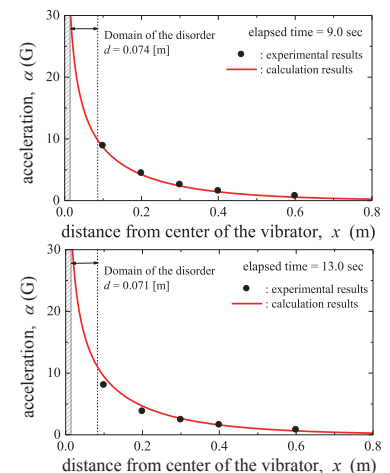 30
20
10
0
acceleration, α (G)
Domain of the disorder
d = 0.074 [m]
elapsed time = 9.0 sec
: experimental results
: calculation results
0.0 0.2 0.4 0.6 0.8
distance from center of the vibrator, x (m)
30
20
10
0
acceleration, α (G)
Domain of the disorder
d = 0.071 [m]
elapsed time = 13.0 sec
: experimental results
: calculation results
0.0 0.2 0.4 0.6 0.8
distance from center of the vibrator, x (m)